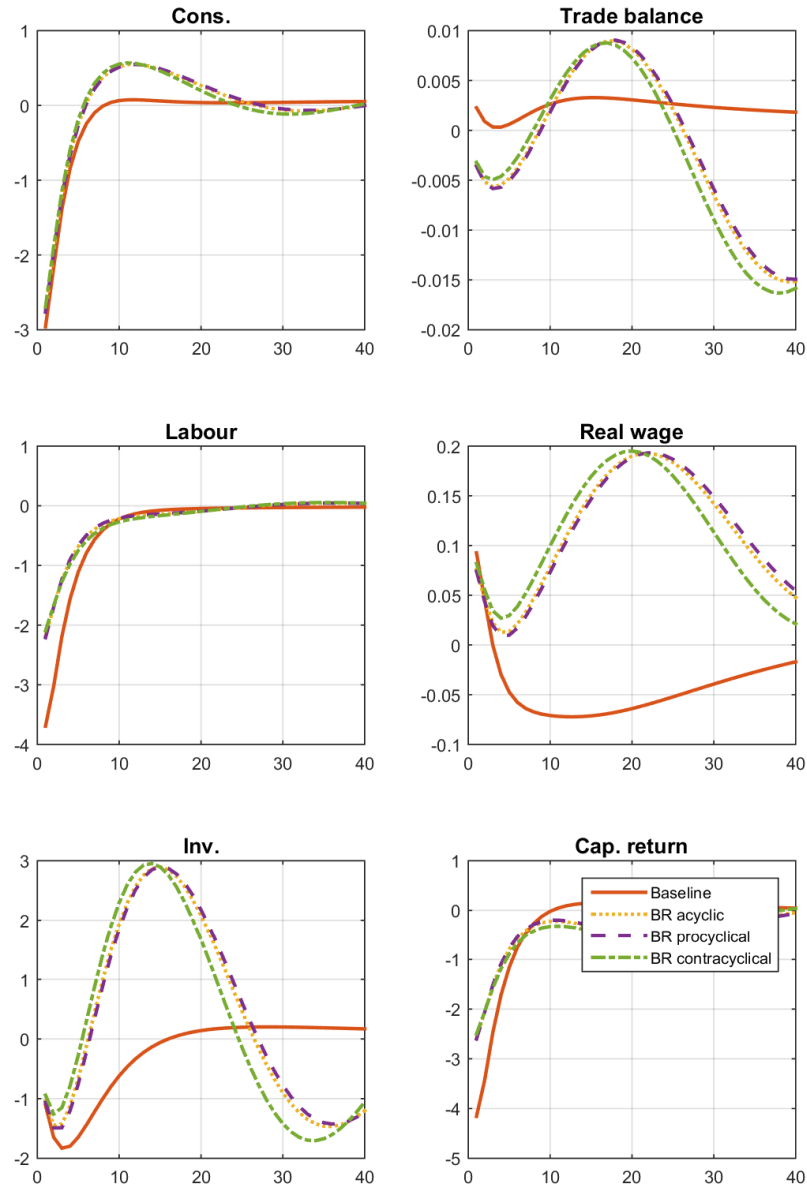 Cons.
1
0
-1
-2
-3
0 10 20 30 40
Trade balance
0.01
0.005
0
-0.005
-0.01
-0.015
-0.02
0 10 20 30 40
Labour
1
0
-1
-2
-3
-4
0 10 20 30 40
Real wage
0.2
0.15
0.1
0.05
0
-0.05
-0.1
0 10 20 30 40
Inv.
3
2
1
0
-1
-2
0 10 20 30 40
Cap. return
1
0
-1
-2
-3
-4
-5
0 10 20 30 40
Baseline
BR acyclic
BR procyclical
BR contracyclical